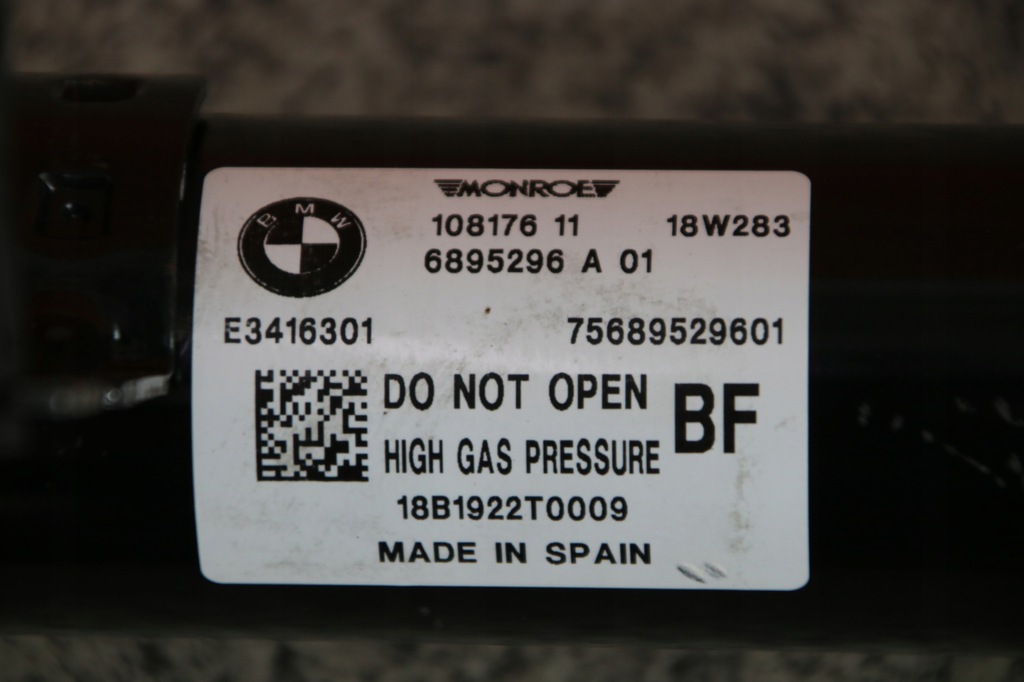 MONROE
BMW
108176 11 18W283
6895296 A 01
E3416301 75689529601
DO NOT OPEN BF
HIGH GAS PRESSURE
18B1922T0009
MADE IN SPAIN